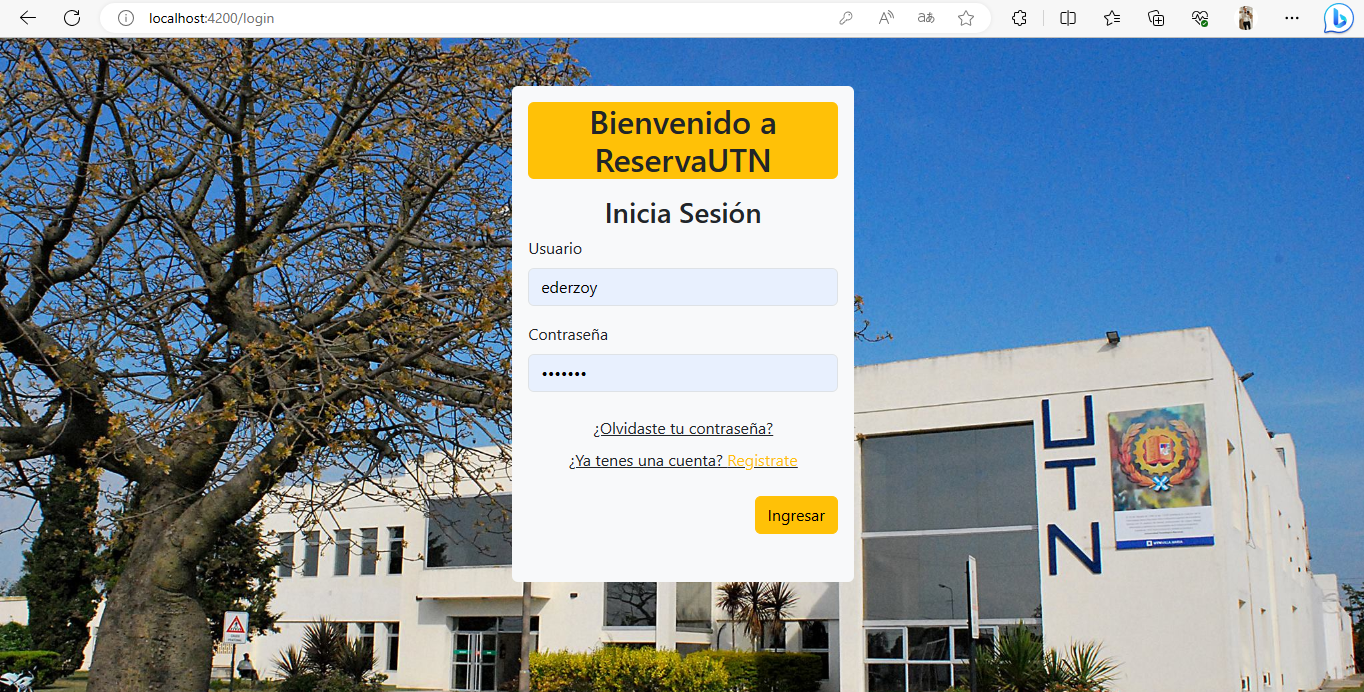 localhost:4200/login
Bienvenido a
ReservaUTN
Inicia Sesión
Usuario
ederzoy
Contraseña
•••••••
¿Olvidaste tu contraseña?
¿Ya tenes una cuenta? Registrate
Ingresar
UTN